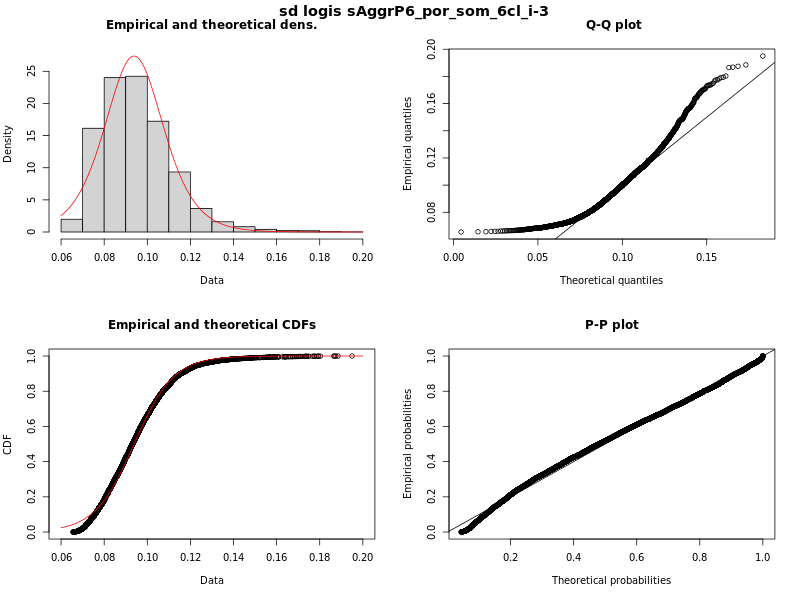 sd logis sAggrP6_por_som_6cl_i-3
Empirical and theoretical dens.
Density
0 5 10 15 20 25
0.06 0.08 0.10 0.12 0.14 0.16 0.18 0.20
Data
Q-Q plot
Empirical quantiles
0.08 0.12 0.16 0.20
0.00 0.05 0.10 0.15
Theoretical quantiles
Empirical and theoretical CDFs
CDF
0.0 0.2 0.4 0.6 0.8 1.0
0.06 0.08 0.10 0.12 0.14 0.16 0.18 0.20
Data
P-P plot
Empirical probabilities
0.0 0.2 0.4 0.6 0.8 1.0
0.2 0.4 0.6 0.8 1.0
Theoretical probabilities